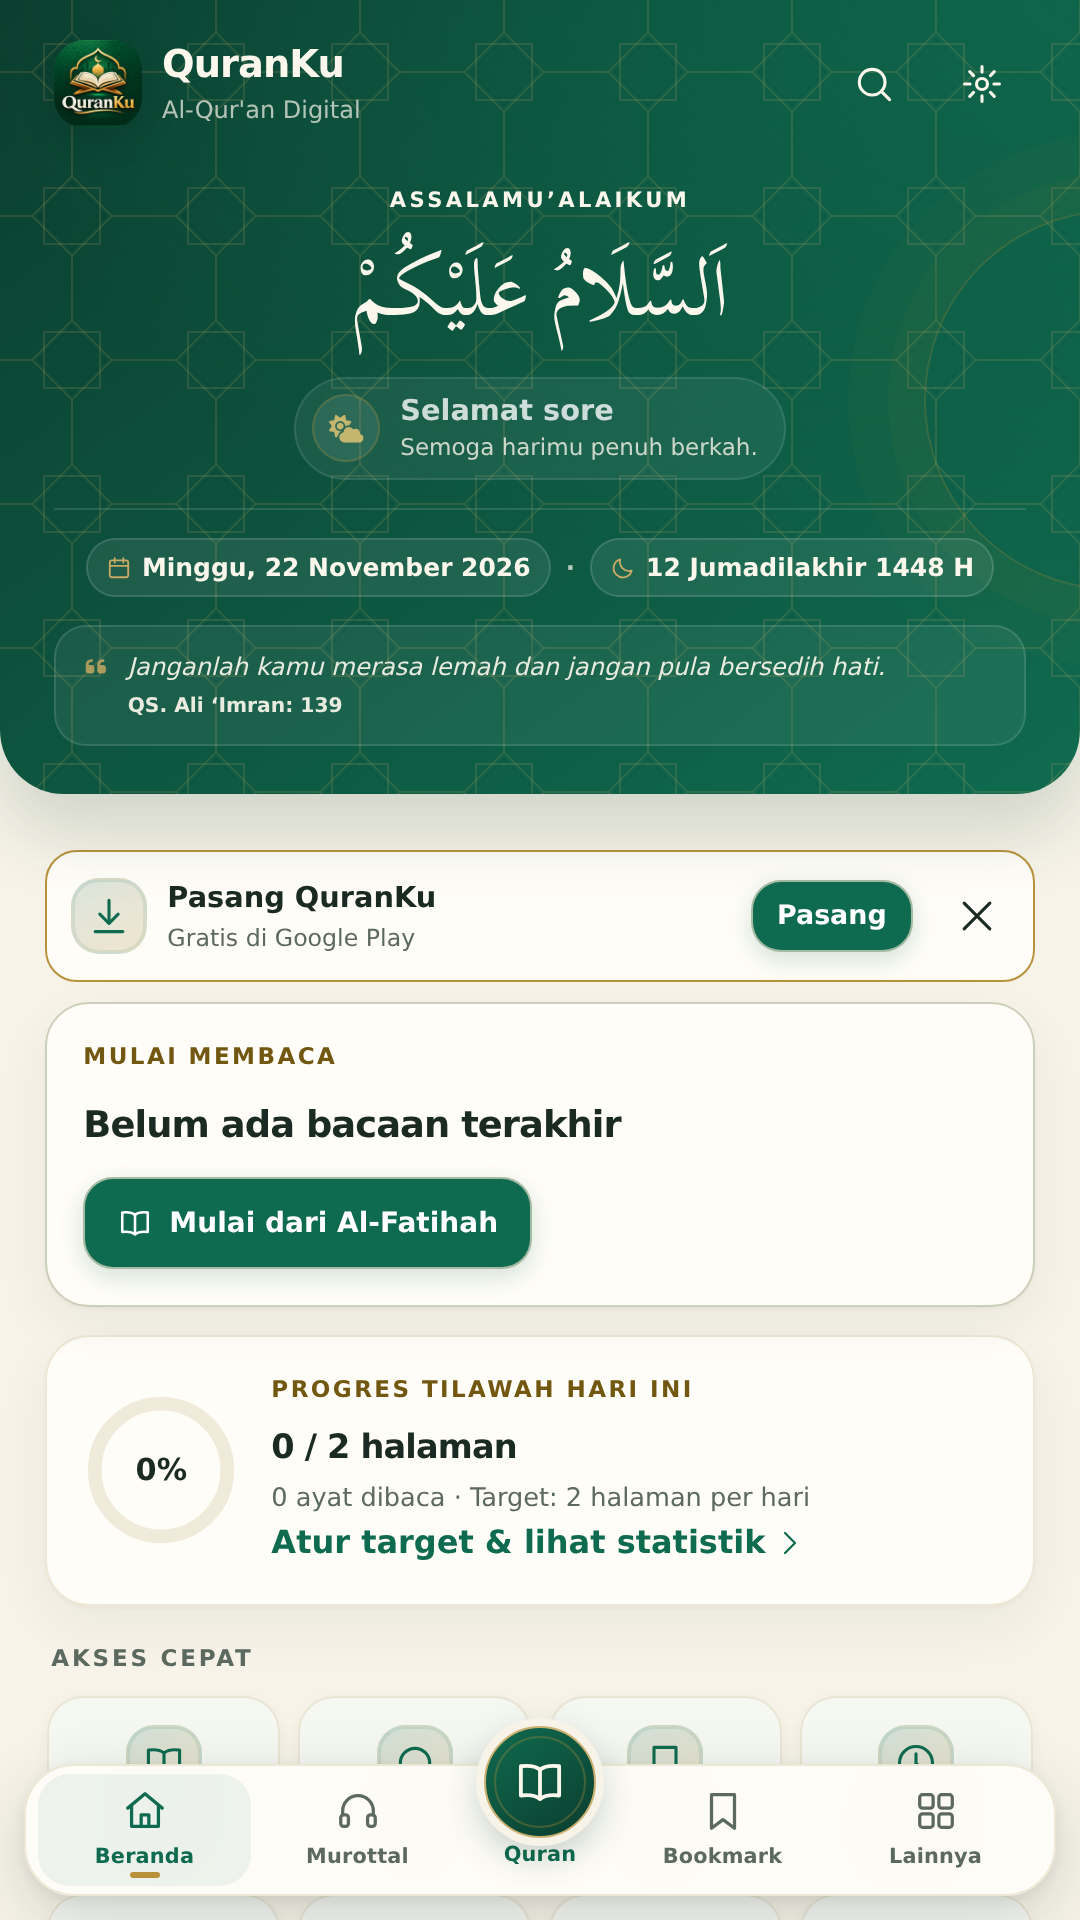 QuranKu
QuranKu
Al-Qur'an Digital
ASSALAMU’ALAIKUM
اَلسَّلَامُ عَلَيْكُمْ
Selamat sore
Semoga harimu penuh berkah.
Minggu, 22 November 2026 · 12 Jumadilakhir 1448 H
❝ Janganlah kamu merasa lemah dan jangan pula bersedih hati.
QS. Ali ‘Imran: 139
Pasang QuranKu
Gratis di Google Play
Pasang
MULAI MEMBACA
Belum ada bacaan terakhir
Mulai dari Al-Fatihah
PROGRES TILAWAH HARI INI
0%
0 / 2 halaman
0 ayat dibaca · Target: 2 halaman per hari
Atur target & lihat statistik
AKSES CEPAT
Beranda
Murottal
Quran
Bookmark
Lainnya